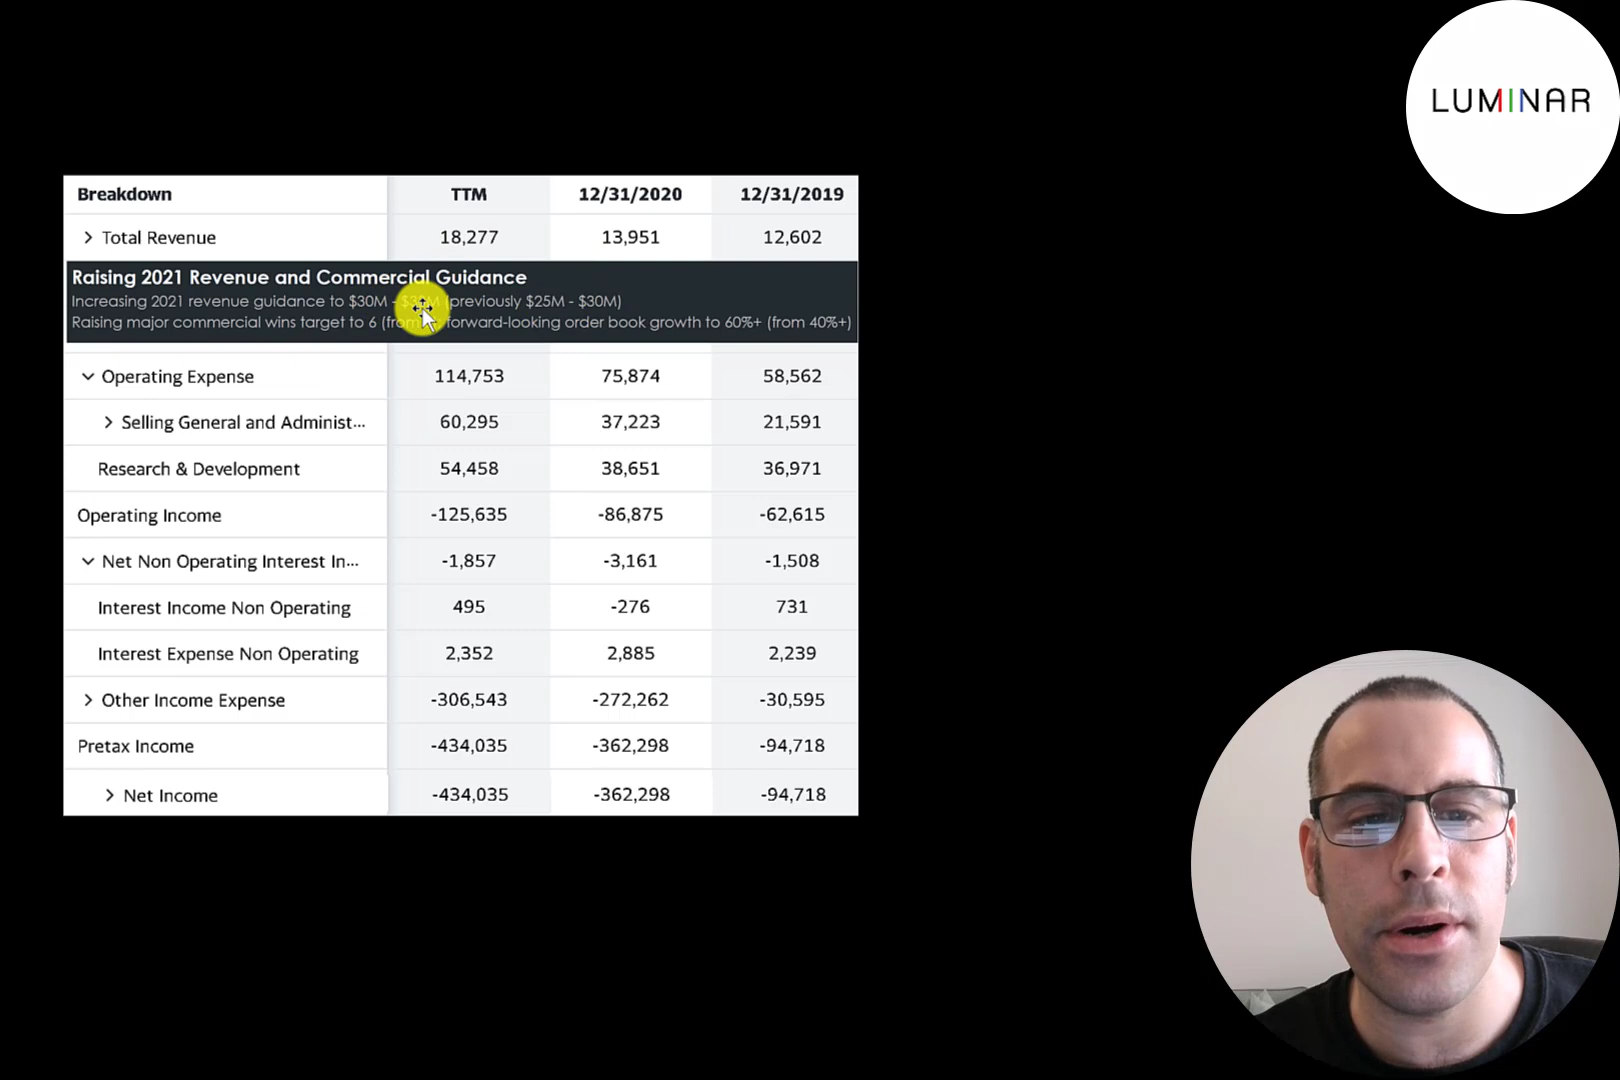 LUMINAR
Breakdown TTM 12/31/2020 12/31/2019
Total Revenue 18,277 13,951 12,602
Raising 2021 Revenue and Commercial Guidance
Increasing 2021 revenue guidance to $30M - (previously $25M - $30M)
Raising major commercial wins target to 6 forward-looking order book growth to 60%+ (from 40%+)
Operating Expense 114,753 75,874 58,562
Selling General and Administ... 60,295 37,223 21,591
Research & Development 54,458 38,651 36,971
Operating Income -125,635 -86,875 -62,615
Net Non Operating Interest In... -1,857 -3,161 -1,508
Interest Income Non Operating 495 -276 731
Interest Expense Non Operating 2,352 2,885 2,239
Other Income Expense -306,543 -272,262 -30,595
Pretax Income -434,035 -362,298 -94,718
Net Income -434,035 -362,298 -94,718